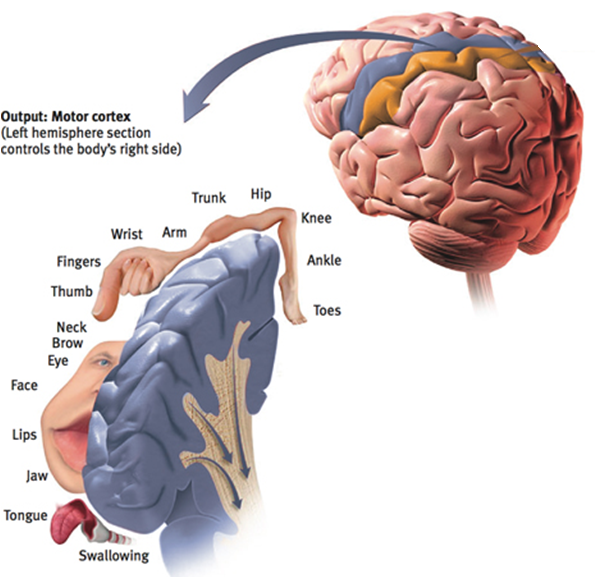 Output: Motor cortex
(Left hemisphere section
controls the body's right side)
Trunk
Hip
Knee
Wrist
Arm
Fingers
Ankle
Thumb
Toes
Neck
Brow
Eye
Face
Lips
Jaw
Tongue
Swallowing